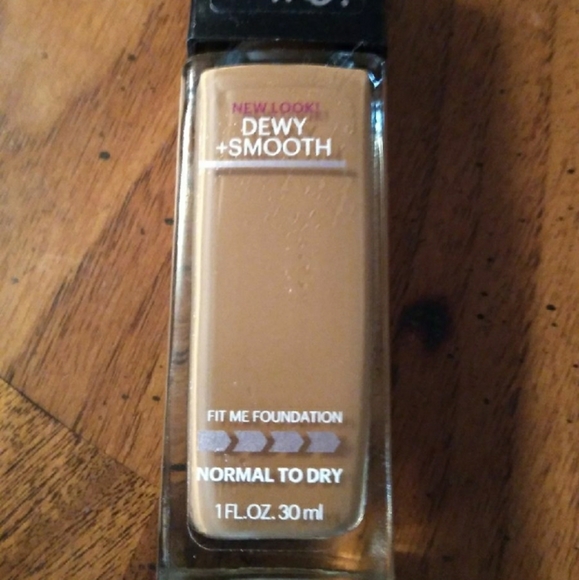 NEW LOOK!
DEWY
+SMOOTH
FIT ME FOUNDATION
NORMAL TO DRY
1 FL.OZ. 30 ml